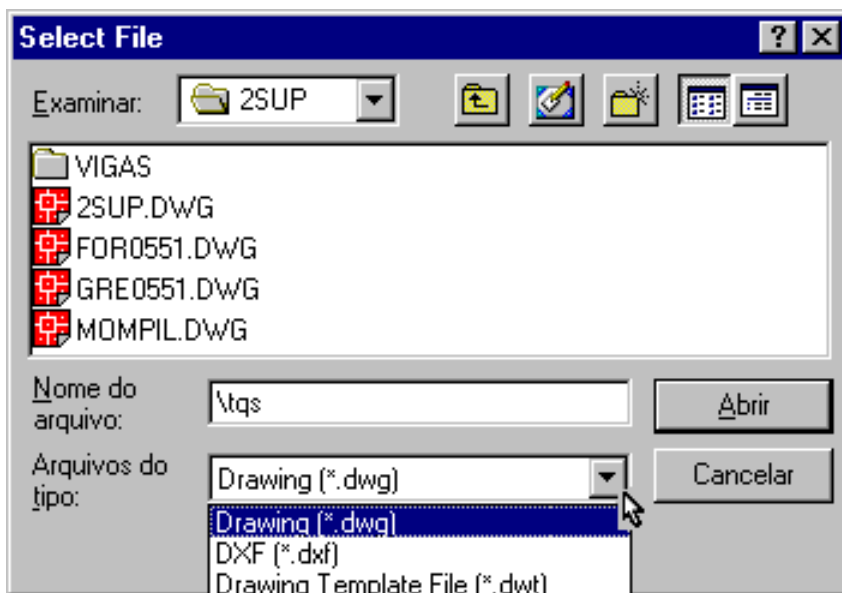 Select File
Examinar: 2SUP
VIGAS
2SUP.DWG
FOR0551.DWG
GRE0551.DWG
MOMPIL.DWG
Nome do
arquivo:
\tqs
Abrir
Arquivos do
tipo:
Drawing (*.dwg)
Cancelar
Drawing (*.dwg)
DXF (*.dxf)
Drawing Template File (*.dwt)